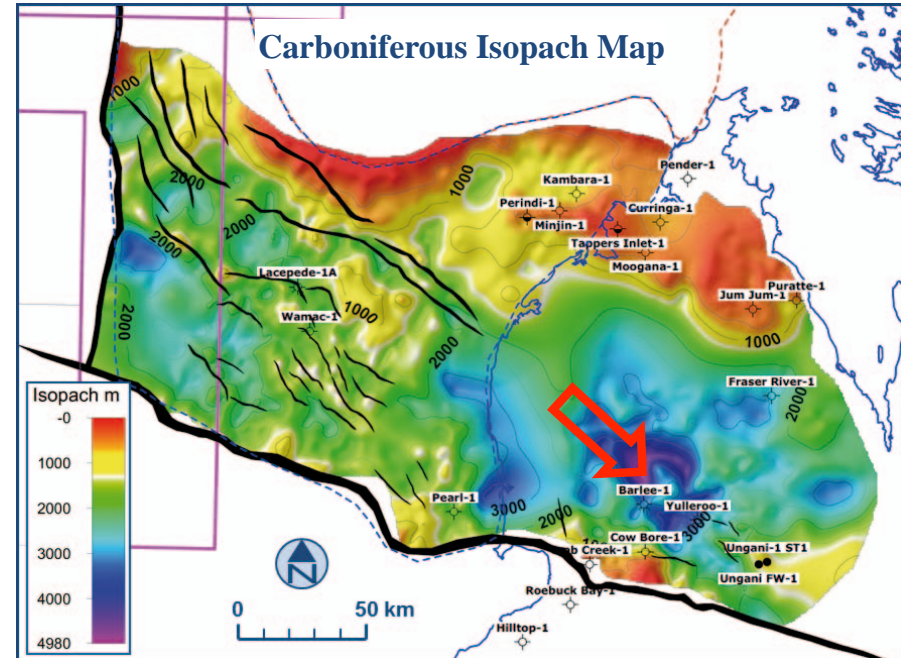 Carboniferous Isopach Map
1000
2000
2000
2000
2000
1000
2000
1000
Pender-1
Kambara-1
Perindi-1
Minjin-1
Curringa-1
Tappers Inlet-1
Moogana-1
Puratte-1
Jum Jum-1
1000
Lacepede-1A
Wamac-1
Fraser River-1
2000
Isopach m
-0
1000
2000
3000
4000
4980
Pearl-1
3000
2000
Barlee-1
Yulleroo-1
3000
Cow Bore-1
Ungani-1 ST1
Ungani FW-1
Creek-1
Roebuck Bay-1
Hilltop-1
N
0
50 km